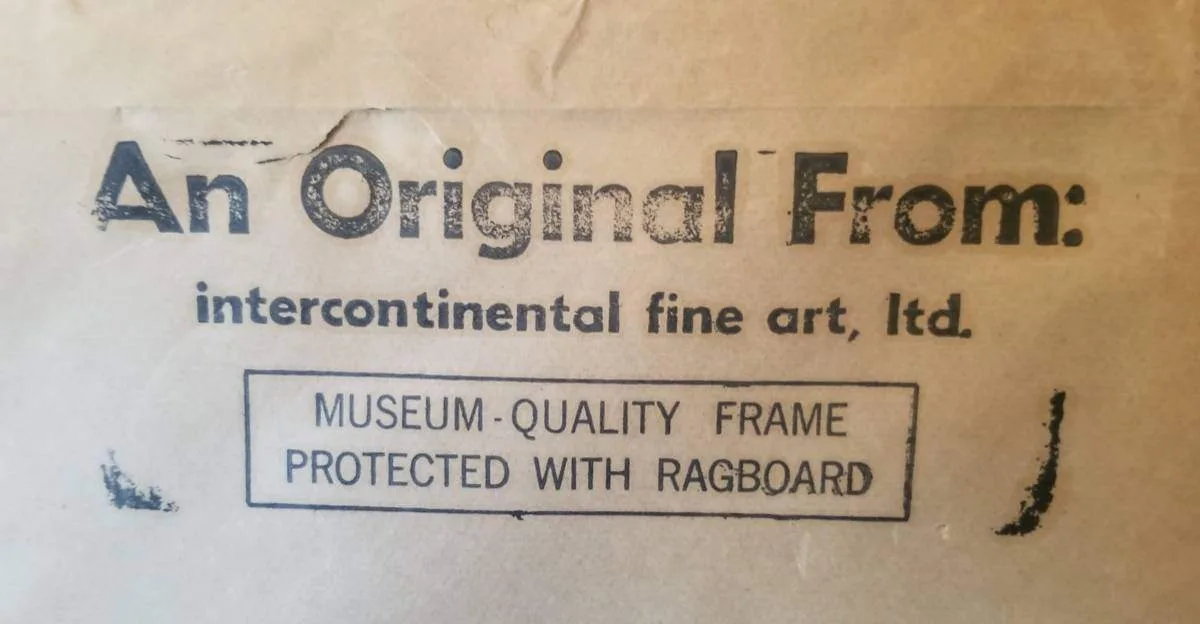 An Original From:
intercontinental fine art, ltd.
MUSEUM-QUALITY FRAME
PROTECTED WITH RAGBOARD